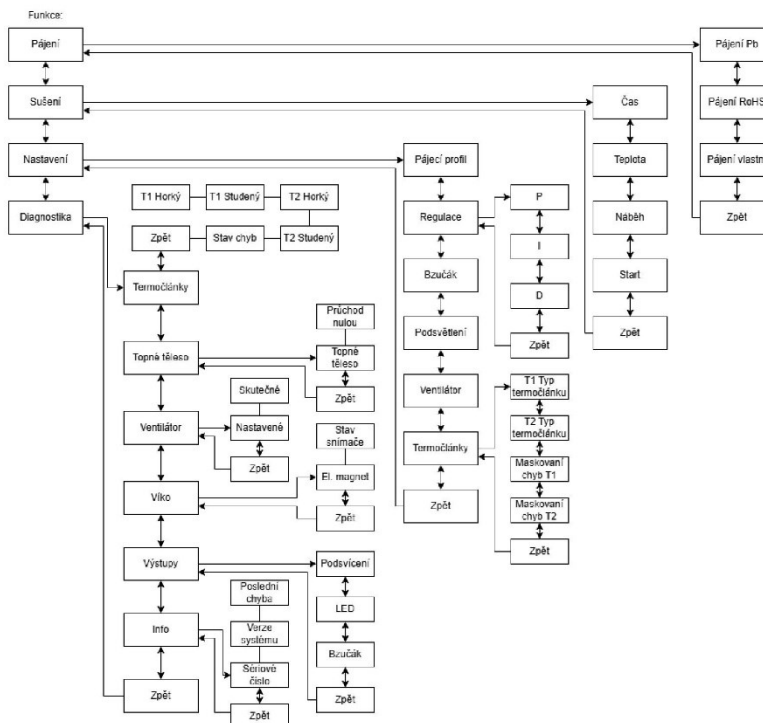 Funkce:
Pájení
Pájení Pb
Sušení
Čas
Pájení RoHS
Nastavení
Pájecí profil
Teplota
Pájení vlastn
Diagnostika
T1 Horký
T1 Studený
T2 Horký
Regulace
P
Náběh
Zpět
Zpět
Stav chyb
T2 Studený
I
Termočlánky
Bzučák
Start
D
Průchod
nulou
Podsvětlení
Zpět
Zpět
Topné těleso
Topné
těleso
Skutečné
Zpět
Ventilátor
T1 Typ
termočlánku
Ventilátor
Nastavené
Stav
snímače
T2 Typ
termočlánku
Termočlánky
Zpět
Maskovaní
chyb T1
Víko
El. magnet
Zpět
Maskovaní
chyb T2
Zpět
Zpět
Výstupy
Podsvícení
Poslední
chyba
LED
Info
Verze
systému
Bzučák
Sériové
číslo
Zpět
Zpět
Zpět